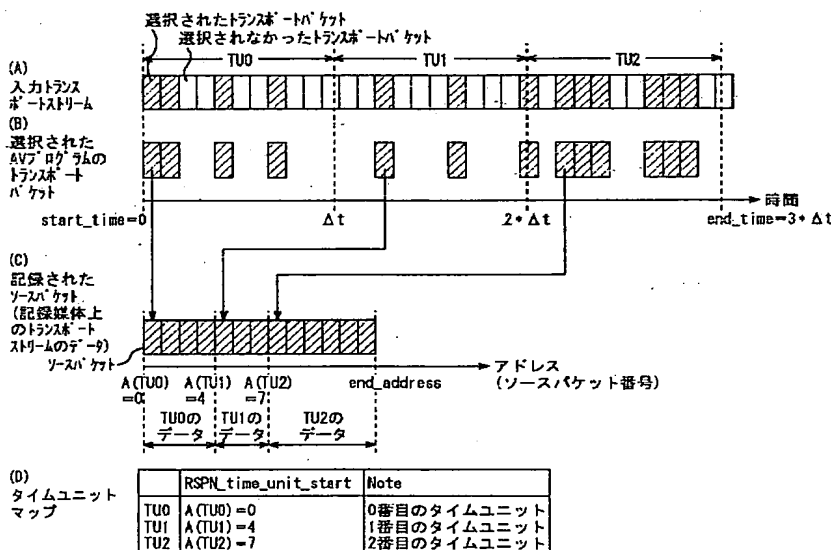 選択されたトランスポートパケット
選択されなかったトランスポートパケット
TU0 TU1 TU2
(A)
入力トランス
ポートストリーム
(B)
選択された
AVプログラムの
トランスポート
パケット
時間
start_time=0 Δt 2*Δt end_time=3*Δt
(C)
記録された
ソースパケット
(記録媒体上
のトランスポート
ストリームのデータ)
ソースパケット
アドレス
(ソースパケット番号)
A(TU0) A(TU1) A(TU2) end_address
=0 =4 =7
TU0の TU1の TU2の
データ データ データ
(D)
タイムユニット
マップ
RSPN_time_unit_start Note
TU0 A(TU0)=0 0番目のタイムユニット
TU1 A(TU1)=4 1番目のタイムユニット
TU2 A(TU2)=7 2番目のタイムユニット